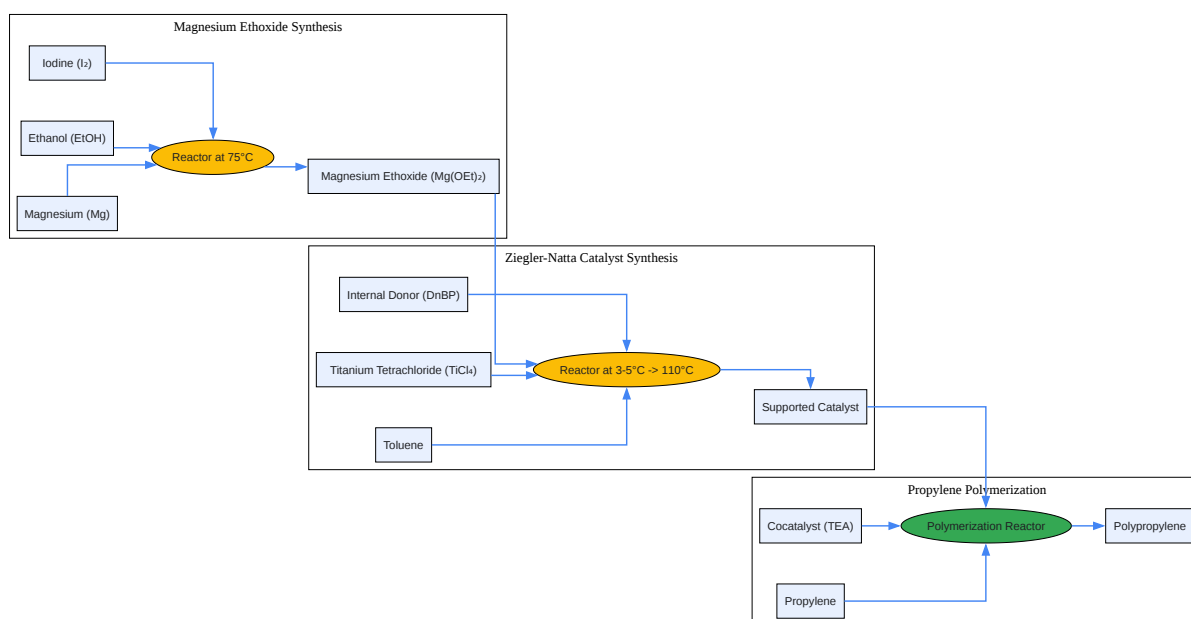 Magnesium Ethoxide Synthesis
Iodine (I₂)
Ethanol (EtOH)
Reactor at 75°C
Magnesium Ethoxide (Mg(OEt)₂)
Magnesium (Mg)
Ziegler-Natta Catalyst Synthesis
Internal Donor (DnBP)
Titanium Tetrachloride (TiCl₄)
Reactor at 3-5°C -> 110°C
Supported Catalyst
Toluene
Propylene Polymerization
Cocatalyst (TEA)
Polymerization Reactor
Polypropylene
Propylene